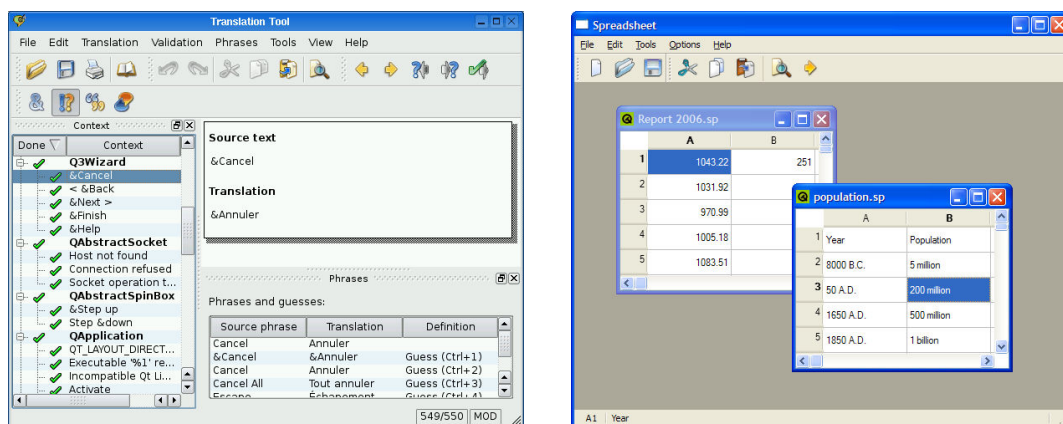 Translation Tool
File Edit Translation Validation Phrases Tools View Help
Context
Done Context
Q3Wizard
&Cancel
< &Back
&Next >
&Finish
&Help
QAbstractSocket
Host not found
Connection refused
Socket operation t...
QAbstractSpinBox
&Step up
Step &down
QApplication
QT_LAYOUT_DIRECT...
Executable '%1' re...
Incompatible Qt Li...
Activate
Source text
&Cancel
Translation
&Annuler
Phrases
Phrases and guesses:
Source phrase Translation Definition
Cancel Annuler
&Cancel &Annuler Guess (Ctrl+1)
Cancel Annuler Guess (Ctrl+2)
Cancel All Tout annuler Guess (Ctrl+3)
Escape Échapement Guess (Ctrl+4)
549/550 MOD
Spreadsheet
File Edit Tools Options Help
Report 2006.sp
A B
1 1043.22 251
2 1031.92
3 970.99
4 1005.18
5 1083.51
population.sp
A B
1 Year Population
2 8000 B.C. 5 million
3 50 A.D. 200 million
4 1650 A.D. 500 million
5 1850 A.D. 1 billion
A1 Year